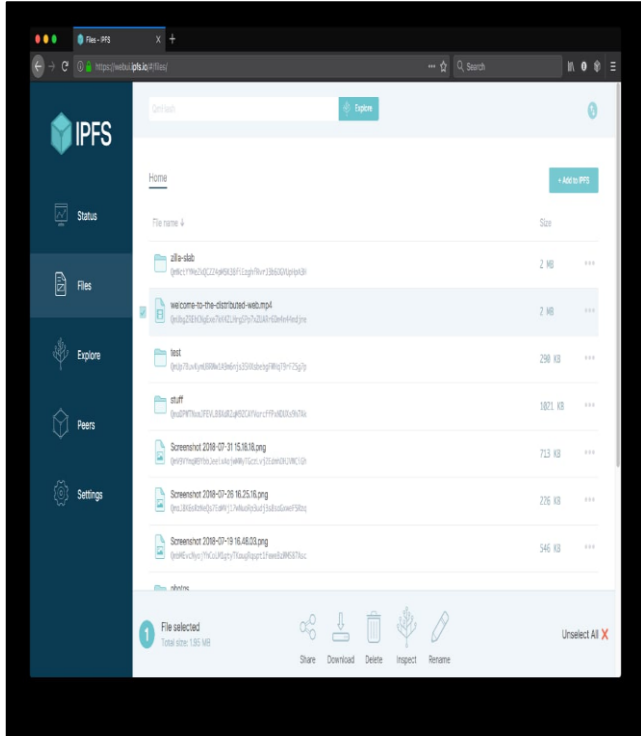 Files - IPFS
https://webui.ipfs.io/#/files/
Search
IPFS
QmHash
Explore
Status
Files
Explore
Peers
Settings
Home
+ Add to IPFS
File name ↓ Size
zilla-slab
2 MB
welcome-to-the-distributed-web.mp4
2 MB
test
290 KB
stuff
1021 KB
Screenshot 2018-07-31 15.18.18.png
713 KB
Screenshot 2018-07-26 16.25.16.png
226 KB
Screenshot 2018-07-19 16.48.03.png
546 KB
photos
1
File selected
Total size: 1.95 MB
Share Download Delete Inspect Rename
Unselect All